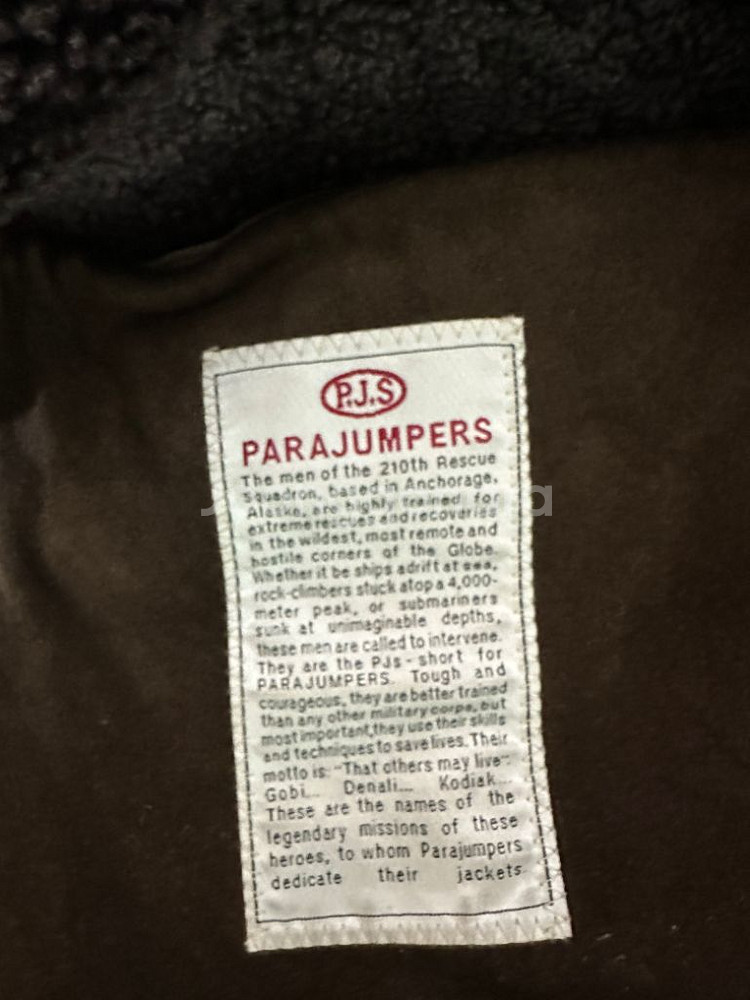 P.J.S
PARAJUMPERS
The men of the 210th Rescue
Squadron, based in Anchorage,
Alaska, are highly trained for
extreme rescues and recoveries
in the wildest, most remote and
hostile corners of the Globe.
Whether it be ships adrift at sea,
rock-climbers stuck atop a 4,000-
meter peak, or submariners
sunk at unimaginable depths,
these men are called to intervene.
They are the PJs - short for
PARAJUMPERS. Tough and
courageous, they are better trained
than any other military corps, but
most important, they use their skills
and techniques to save lives. Their
motto is: "That others may live".
Gobi... Denali... Kodiak...
These are the names of the
legendary missions of these
heroes, to whom Parajumpers
dedicate their jackets